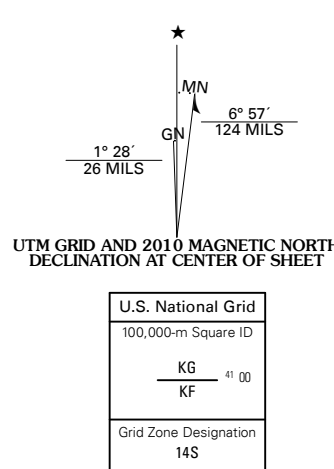 ★
MN
GN
6° 57´
124 MILS
1° 28´
26 MILS
UTM GRID AND 2010 MAGNETIC NORTH
DECLINATION AT CENTER OF SHEET
U.S. National Grid
100,000-m Square ID
KG
41 00
KF
Grid Zone Designation
14S